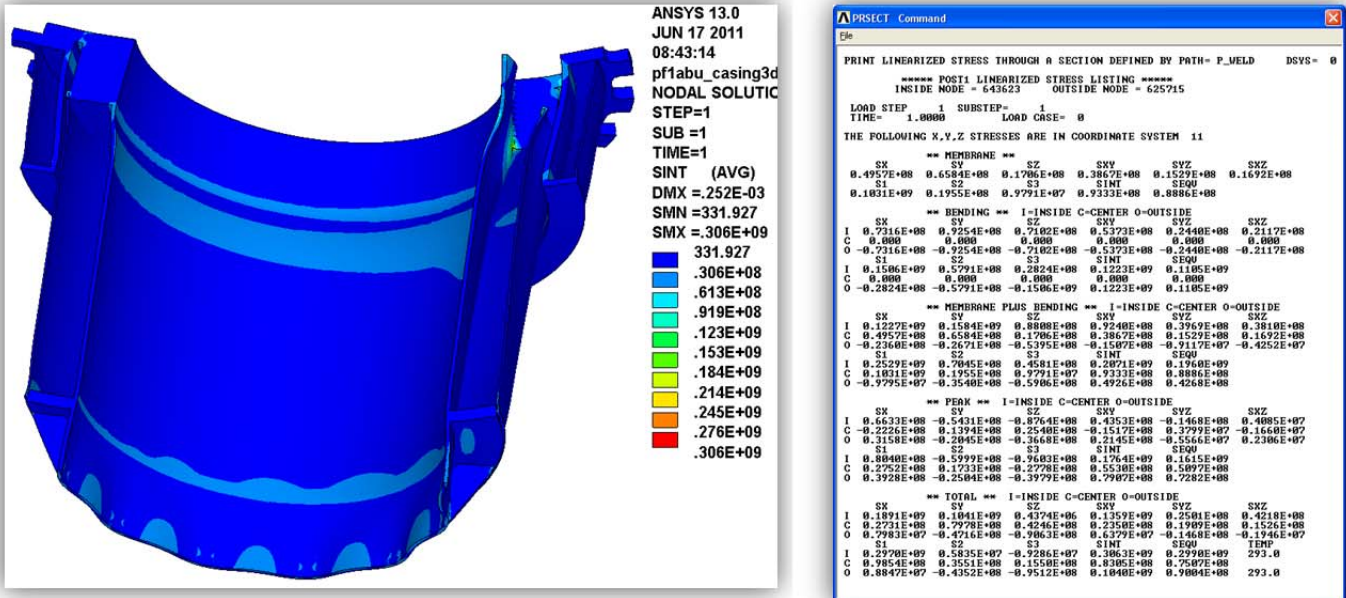 ANSYS 13.0
JUN 17 2011
08:43:14
pf1abu_casing3d
NODAL SOLUTIO
STEP=1
SUB =1
TIME=1
SINT (AVG)
DMX =.252E-03
SMN =331.927
SMX =.306E+09
331.927
.306E+08
.613E+08
.919E+08
.123E+09
.153E+09
.184E+09
.214E+09
.245E+09
.276E+09
.306E+09
PRSECT Command
File
PRINT LINEARIZED STRESS THROUGH A SECTION DEFINED BY PATH= P_WELD DSYS= 0
***** POST1 LINEARIZED STRESS LISTING *****
INSIDE NODE = 643623 OUTSIDE NODE = 625715
LOAD STEP 1 SUBSTEP= 1
TIME= 1.0000 LOAD CASE= 0
THE FOLLOWING X,Y,Z STRESSES ARE IN COORDINATE SYSTEM 11
** MEMBRANE **
SX SY SZ SXY SYZ SXZ
0.4957E+08 0.6584E+08 0.1706E+08 0.3867E+08 0.1529E+08 0.1692E+08
S1 S2 S3 SINT SEQV
0.1031E+09 0.1955E+08 0.9791E+07 0.9333E+08 0.8886E+08
** BENDING ** I=INSIDE C=CENTER O=OUTSIDE
SX SY SZ SXY SYZ SXZ
I 0.7316E+08 0.9254E+08 0.7102E+08 0.5373E+08 0.2440E+08 0.2117E+08
C 0.000 0.000 0.000 0.000 0.000 0.000
O -0.7316E+08 -0.9254E+08 -0.7102E+08 -0.5373E+08 -0.2440E+08 -0.2117E+08
S1 S2 S3 SINT SEQV
I 0.1506E+09 0.5791E+08 0.2824E+08 0.1223E+09 0.1105E+09
C 0.000 0.000 0.000 0.000 0.000
O -0.2824E+08 -0.5791E+08 -0.1506E+09 0.1223E+09 0.1105E+09
** MEMBRANE PLUS BENDING ** I=INSIDE C=CENTER O=OUTSIDE
SX SY SZ SXY SYZ SXZ
I 0.1227E+09 0.1584E+09 0.8808E+08 0.9240E+08 0.3969E+08 0.3810E+08
C 0.4957E+08 0.6584E+08 0.1706E+08 0.3867E+08 0.1529E+08 0.1692E+08
O -0.2360E+08 -0.2671E+08 -0.5395E+08 -0.1507E+08 -0.9117E+07 -0.4252E+07
S1 S2 S3 SINT SEQV
I 0.2529E+09 0.7045E+08 0.4581E+08 0.2071E+09 0.1960E+09
C 0.1031E+09 0.1955E+08 0.9791E+07 0.9333E+08 0.8886E+08
O -0.9795E+07 -0.3540E+08 -0.5906E+08 0.4926E+08 0.4268E+08
** PEAK ** I=INSIDE C=CENTER O=OUTSIDE
SX SY SZ SXY SYZ SXZ
I 0.6633E+08 -0.5431E+08 -0.8764E+08 0.4353E+08 -0.1468E+08 0.4085E+07
C -0.2226E+08 0.1394E+08 0.2540E+08 -0.1517E+08 0.3799E+07 -0.1660E+07
O 0.3158E+08 -0.2045E+08 -0.3668E+08 0.2145E+08 -0.5566E+07 0.2306E+07
S1 S2 S3 SINT SEQV
I 0.8040E+08 -0.5999E+08 -0.9603E+08 0.1764E+09 0.1615E+09
C 0.2752E+08 0.1733E+08 -0.2778E+08 0.5530E+08 0.5097E+08
O 0.3928E+08 -0.2504E+08 -0.3979E+08 0.7907E+08 0.7282E+08
** TOTAL ** I=INSIDE C=CENTER O=OUTSIDE
SX SY SZ SXY SYZ SXZ
I 0.1891E+09 0.1041E+09 0.4374E+06 0.1359E+09 0.2501E+08 0.4218E+08
C 0.2731E+08 0.7978E+08 0.4246E+08 0.2350E+08 0.1909E+08 0.1526E+08
O 0.7983E+07 -0.4716E+08 -0.9063E+08 0.6379E+07 -0.1468E+08 -0.1946E+07
S1 S2 S3 SINT SEQV TEMP
I 0.2970E+09 0.5835E+07 -0.9286E+07 0.3063E+09 0.2990E+09 293.0
C 0.9854E+08 0.3551E+08 0.1550E+08 0.8305E+08 0.7507E+08
O 0.8847E+07 -0.4352E+08 -0.9512E+08 0.1040E+09 0.9004E+08 293.0